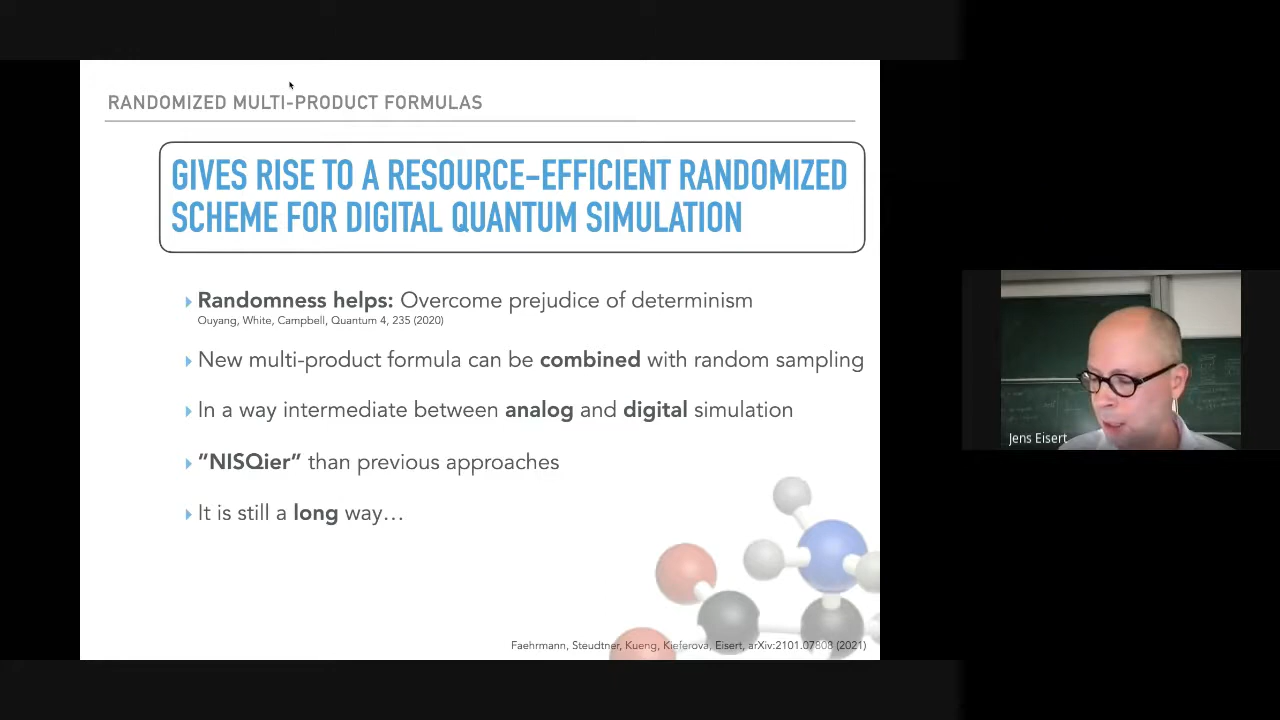 RANDOMIZED MULTI-PRODUCT FORMULAS
GIVES RISE TO A RESOURCE-EFFICIENT RANDOMIZED
SCHEME FOR DIGITAL QUANTUM SIMULATION
Randomness helps: Overcome prejudice of determinism
Ouyang, White, Campbell, Quantum 4, 235 (2020)
New multi-product formula can be combined with random sampling
In a way intermediate between analog and digital simulation
”NISQier” than previous approaches
It is still a long way…
Faehrmann, Steudtner, Kueng, Kieferova, Eisert, arXiv:2101.07808 (2021)
Jens Eisert